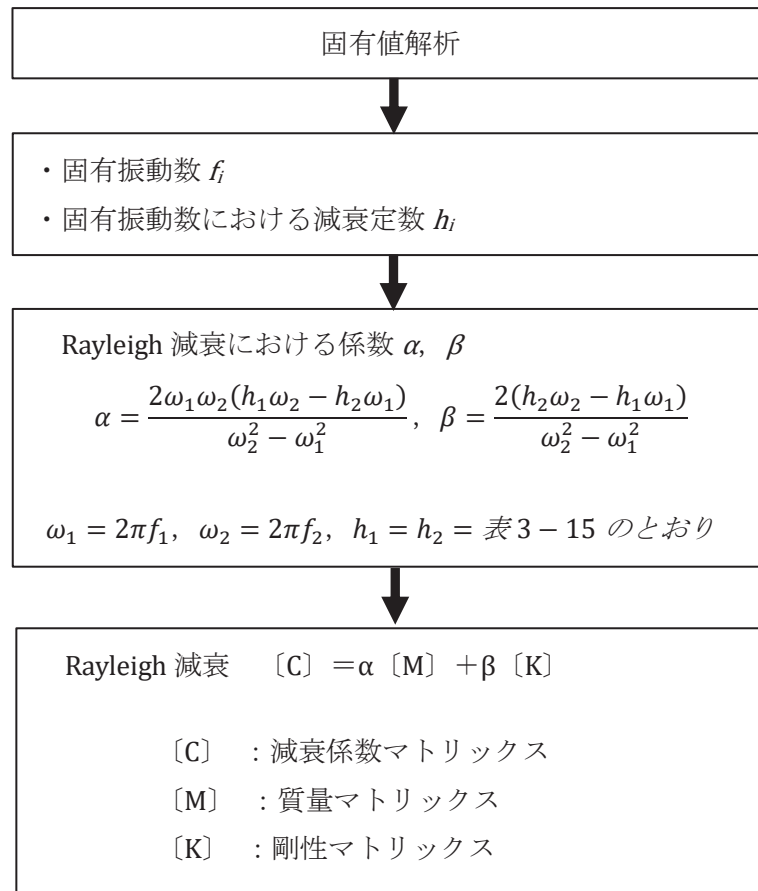 固有値解析
・固有振動数 fᵢ
・固有振動数における減衰定数 hᵢ
Rayleigh 減衰における係数 α, β
α = 2ω₁ω₂(h₁ω₂ − h₂ω₁) / (ω₂² − ω₁²), β = 2(h₂ω₂ − h₁ω₁) / (ω₂² − ω₁²)
ω₁ = 2πf₁, ω₂ = 2πf₂, h₁ = h₂ = 表 3 − 15 のとおり
Rayleigh 減衰 〔C〕＝α〔M〕＋β〔K〕
〔C〕 ：減衰係数マトリックス
〔M〕 ：質量マトリックス
〔K〕 ：剛性マトリックス